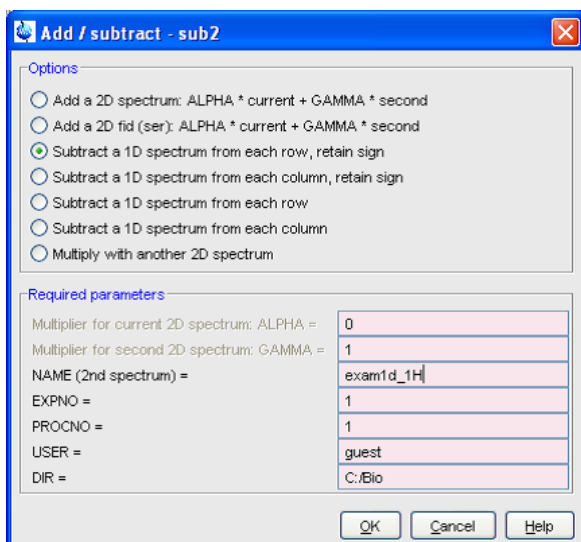 Add / subtract - sub2
Options
Add a 2D spectrum: ALPHA * current + GAMMA * second
Add a 2D fid (ser): ALPHA * current + GAMMA * second
Subtract a 1D spectrum from each row, retain sign
Subtract a 1D spectrum from each column, retain sign
Subtract a 1D spectrum from each row
Subtract a 1D spectrum from each column
Multiply with another 2D spectrum
Required parameters
Multiplier for current 2D spectrum: ALPHA = 0
Multiplier for second 2D spectrum: GAMMA = 1
NAME (2nd spectrum) = exam1d_1H
EXPNO = 1
PROCNO = 1
USER = guest
DIR = C:/Bio
OK Cancel Help